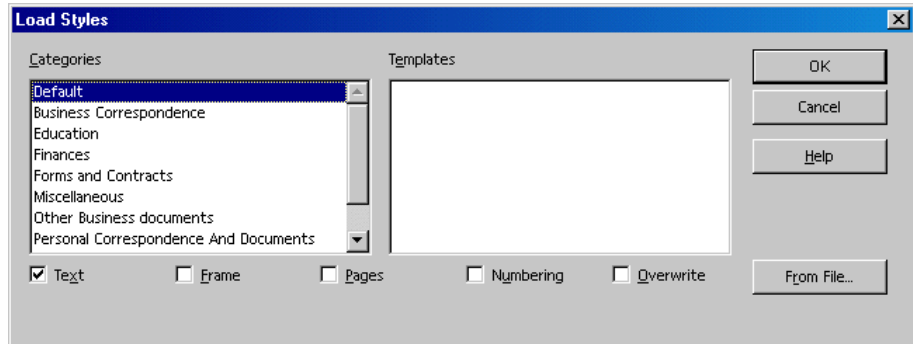 Load Styles
Categories
Templates
Default
Business Correspondence
Education
Finances
Forms and Contracts
Miscellaneous
Other Business documents
Personal Correspondence And Documents
OK
Cancel
Help
Text Frame Pages Numbering Overwrite
From File...